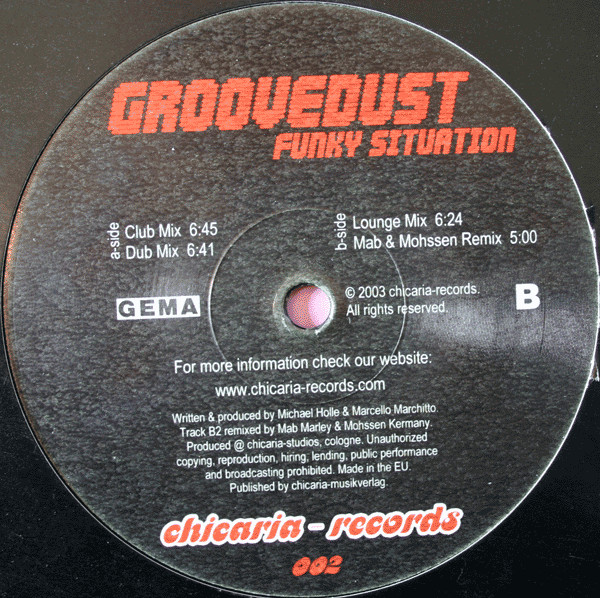 GROOVEDUST
FUNKY SITUATION
a-side
Club Mix 6:45
Dub Mix 6:41
b-side
Lounge Mix 6:24
Mab & Mohssen Remix 5:00
GEMA
© 2003 chicaria-records.
All rights reserved.
B
For more information check our website:
www.chicaria-records.com
Written & produced by Michael Holle & Marcello Marchitto.
Track B2 remixed by Mab Marley & Mohssen Kermany.
Produced @ chicaria-studios, cologne. Unauthorized
copying, reproduction, hiring, lending, public performance
and broadcasting prohibited. Made in the EU.
Published by chicaria-musikverlag.
chicaria-records
002